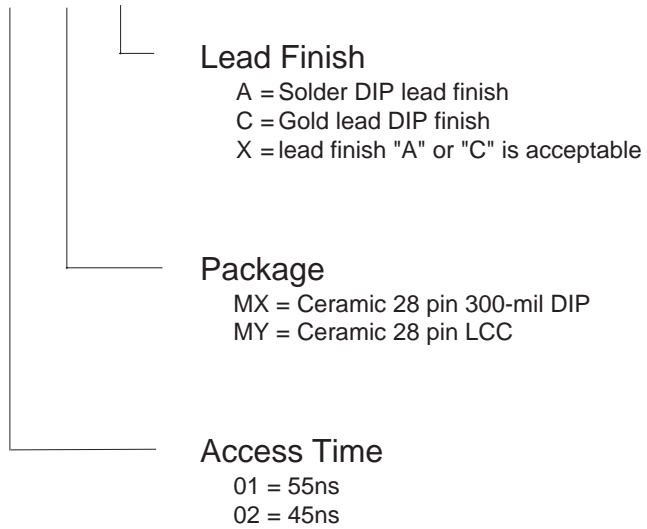 Lead Finish
A = Solder DIP lead finish
C = Gold lead DIP finish
X = lead finish "A" or "C" is acceptable
Package
MX = Ceramic 28 pin 300-mil DIP
MY = Ceramic 28 pin LCC
Access Time
01 = 55ns
02 = 45ns